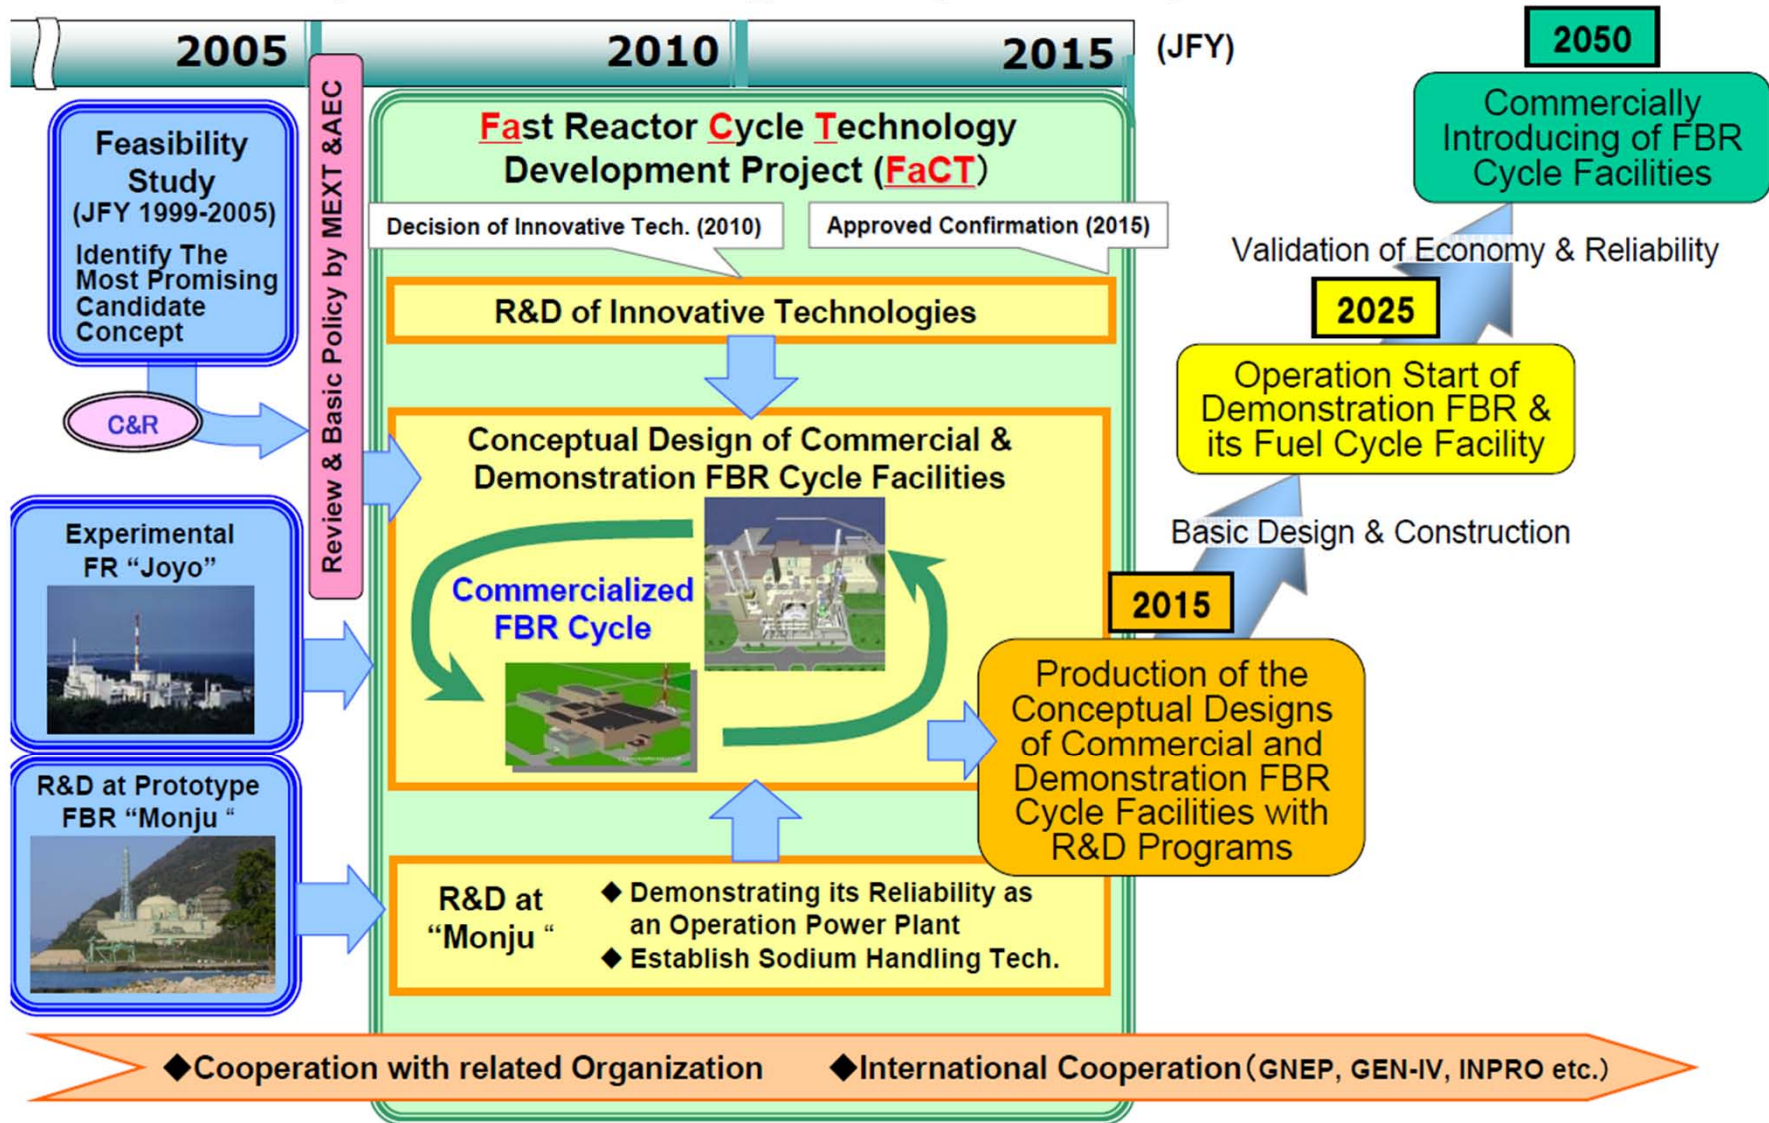 2005
2010
2015
(JFY)
2050
Commercially
Introducing of FBR
Cycle Facilities
Feasibility
Study
(JFY 1999-2005)
Identify The
Most Promising
Candidate
Concept
C&R
Review & Basic Policy by MEXT &AEC
Fast Reactor Cycle Technology
Development Project (FaCT)
Decision of Innovative Tech. (2010)
Approved Confirmation (2015)
R&D of Innovative Technologies
Validation of Economy & Reliability
2025
Operation Start of
Demonstration FBR &
its Fuel Cycle Facility
Conceptual Design of Commercial &
Demonstration FBR Cycle Facilities
Commercialized
FBR Cycle
Basic Design & Construction
2015
Production of the
Conceptual Designs
of Commercial and
Demonstration FBR
Cycle Facilities with
R&D Programs
Experimental
FR “Joyo”
R&D at Prototype
FBR “Monju “
R&D at
“Monju “
◆ Demonstrating its Reliability as
an Operation Power Plant
◆ Establish Sodium Handling Tech.
◆Cooperation with related Organization
◆International Cooperation(GNEP, GEN-IV, INPRO etc.)